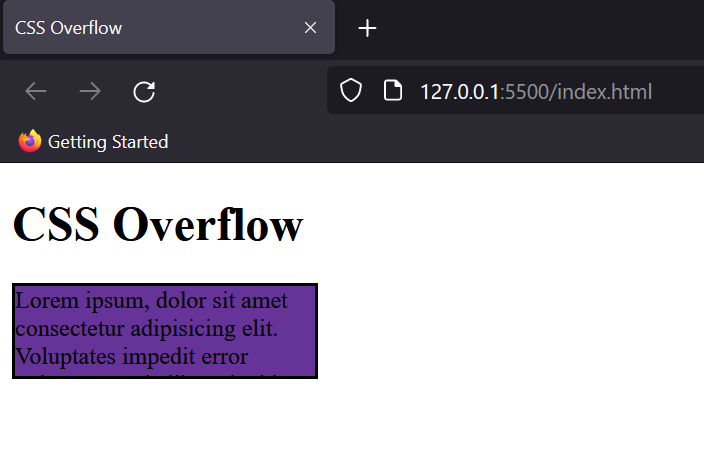 CSS Overflow
127.0.0.1:5500/index.html
Getting Started
CSS Overflow
Lorem ipsum, dolor sit amet
consectetur adipisicing elit.
Voluptates impedit error